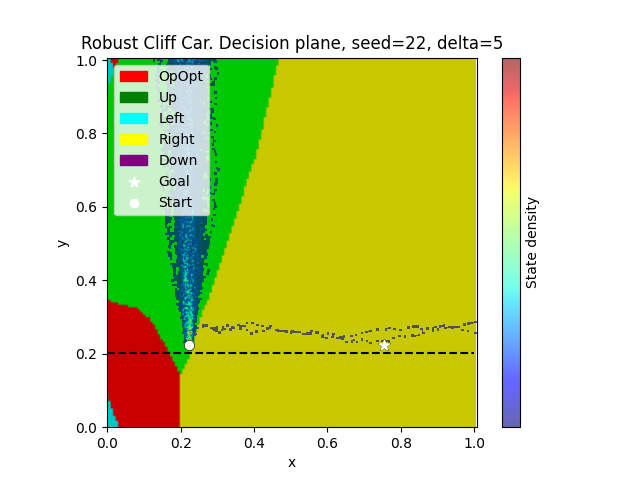 Robust Cliff Car. Decision plane, seed=22, delta=5
OpOpt
Up
Left
Right
Down
Goal
Start
1.0
0.8
0.6
0.4
0.2
0.0
y
0.0 0.2 0.4 0.6 0.8 1.0
x
State density